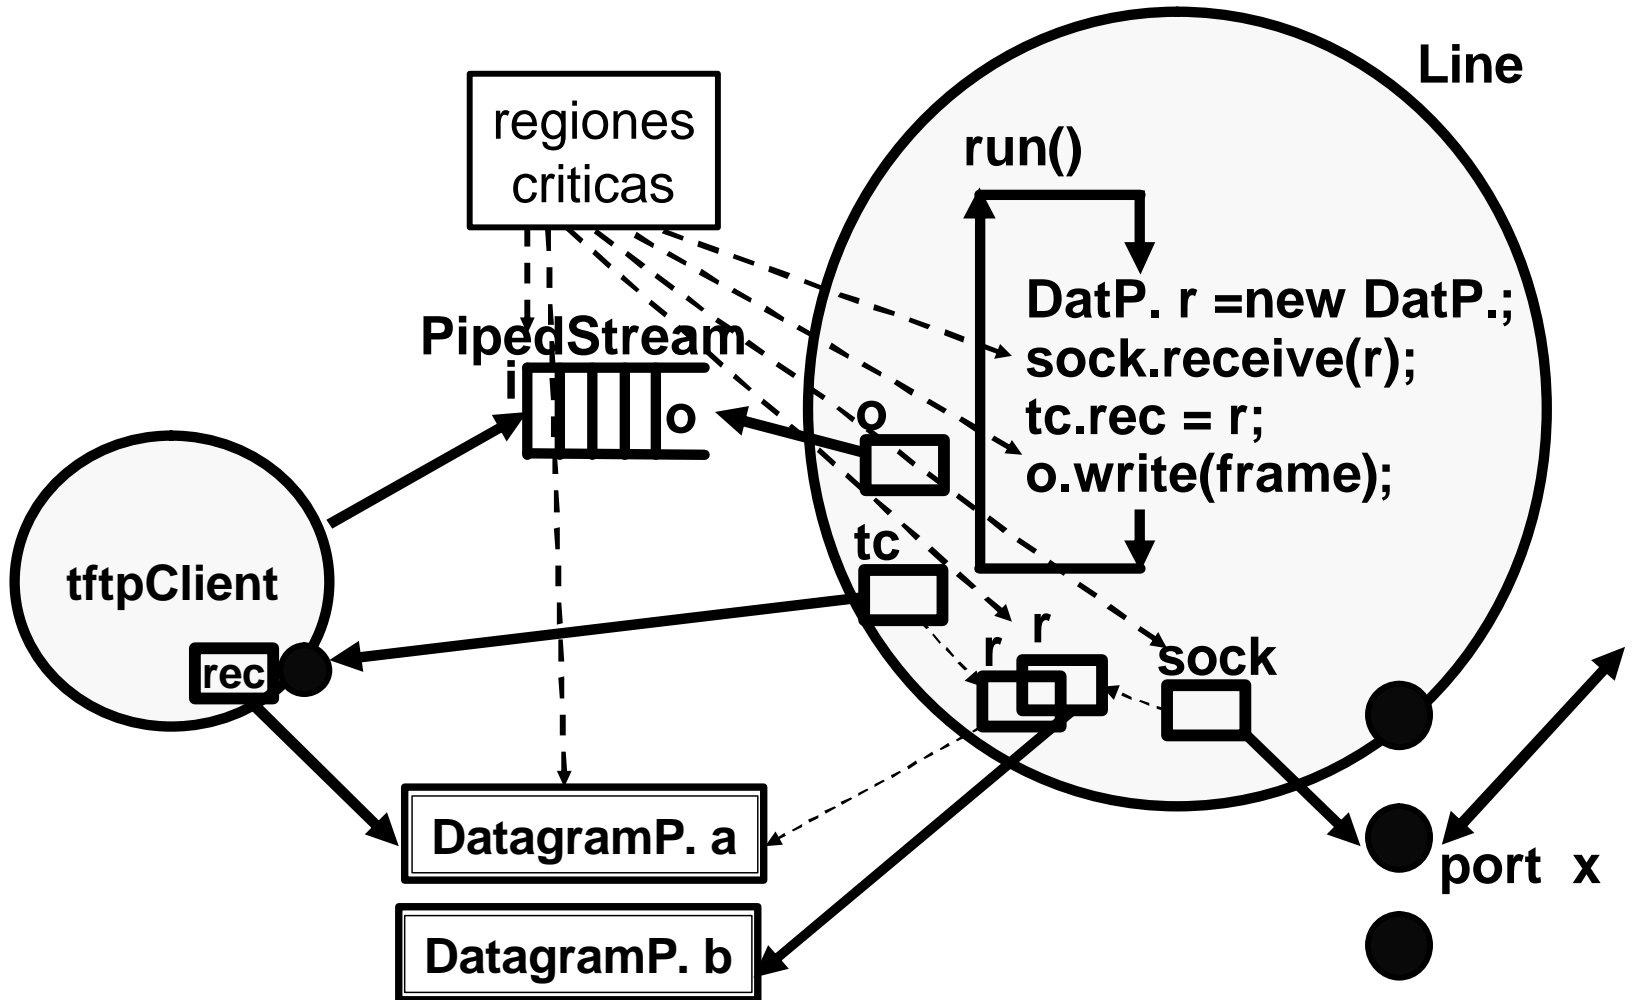 Line
regiones
criticas
run()
DatP. r =new DatP.;
PipedStream
sock.receive(r);
i
o
o
tc.rec = r;
o.write(frame);
tc
tftpClient
r
r
sock
rec
DatagramP. a
port x
DatagramP. b